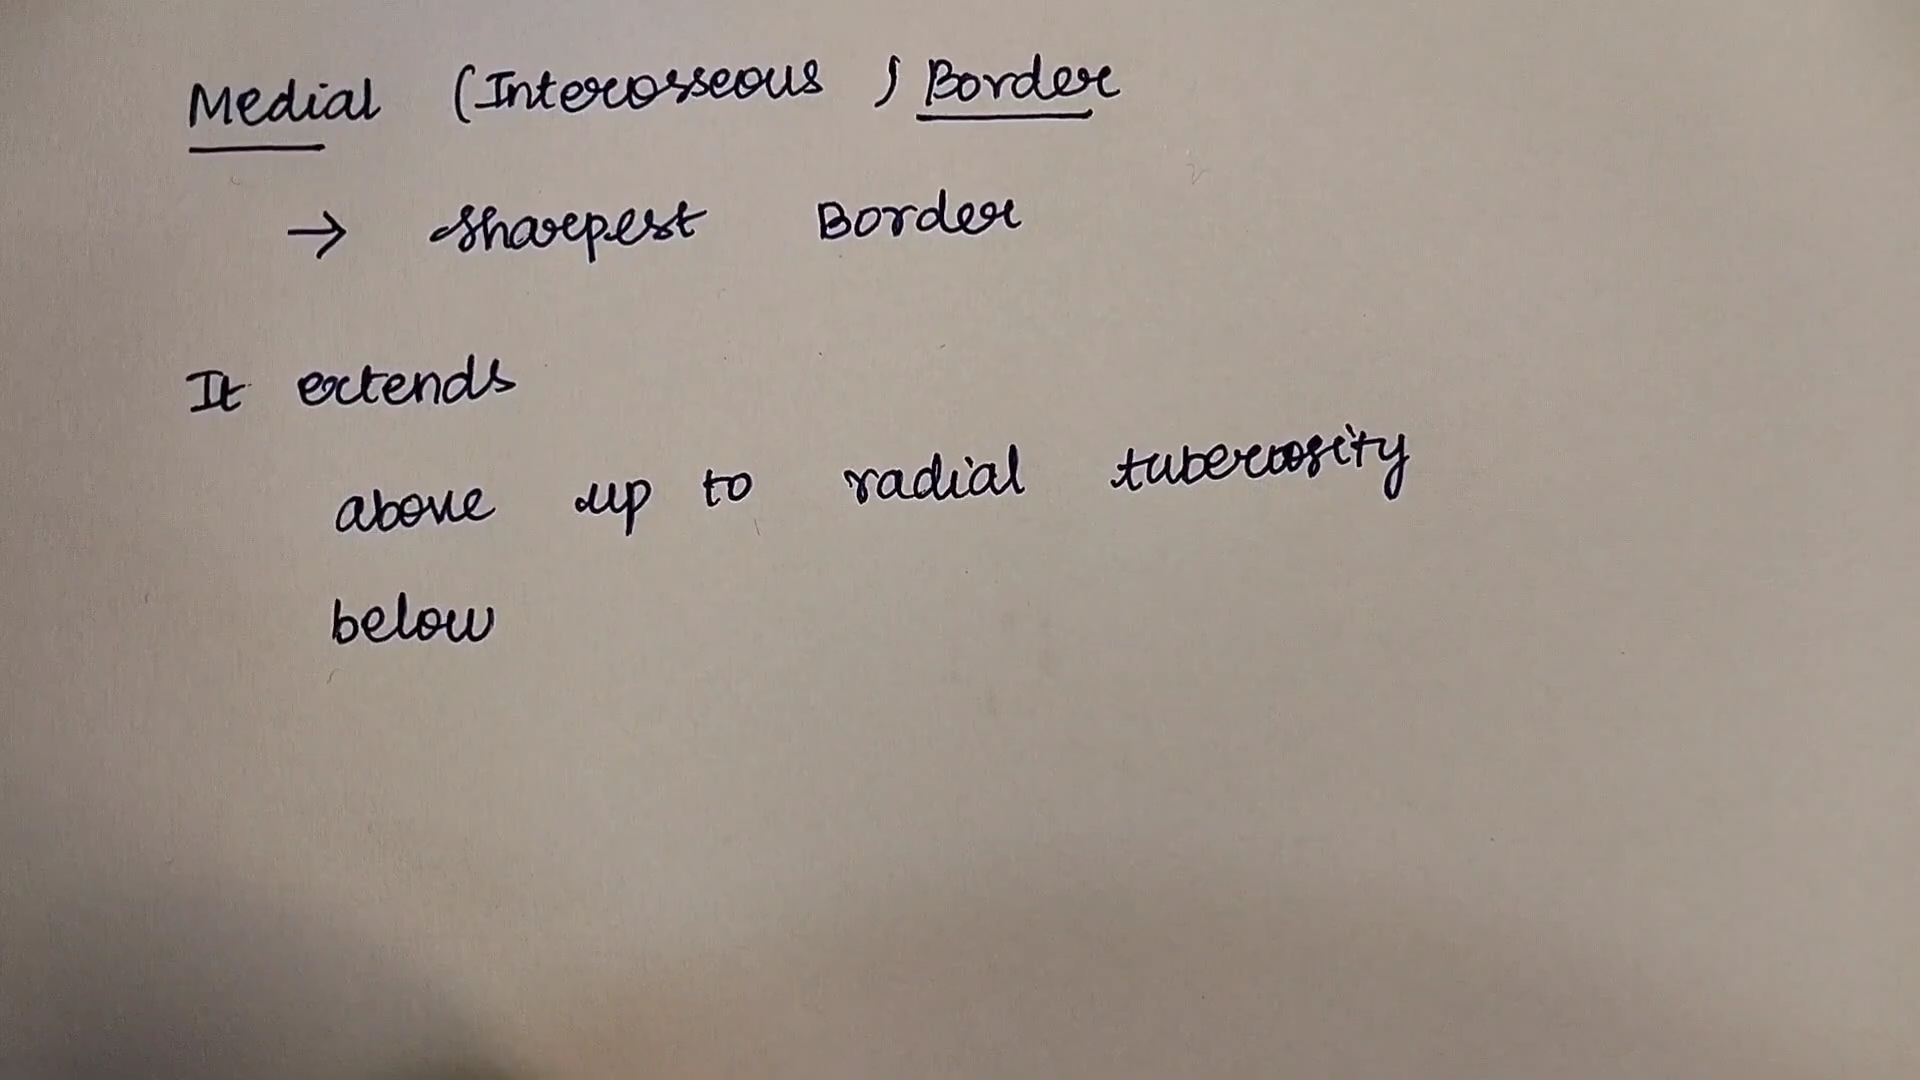 Medial (Interosseous) Border
→ sharpest Border
It extends
above up to radial tuberosity
below